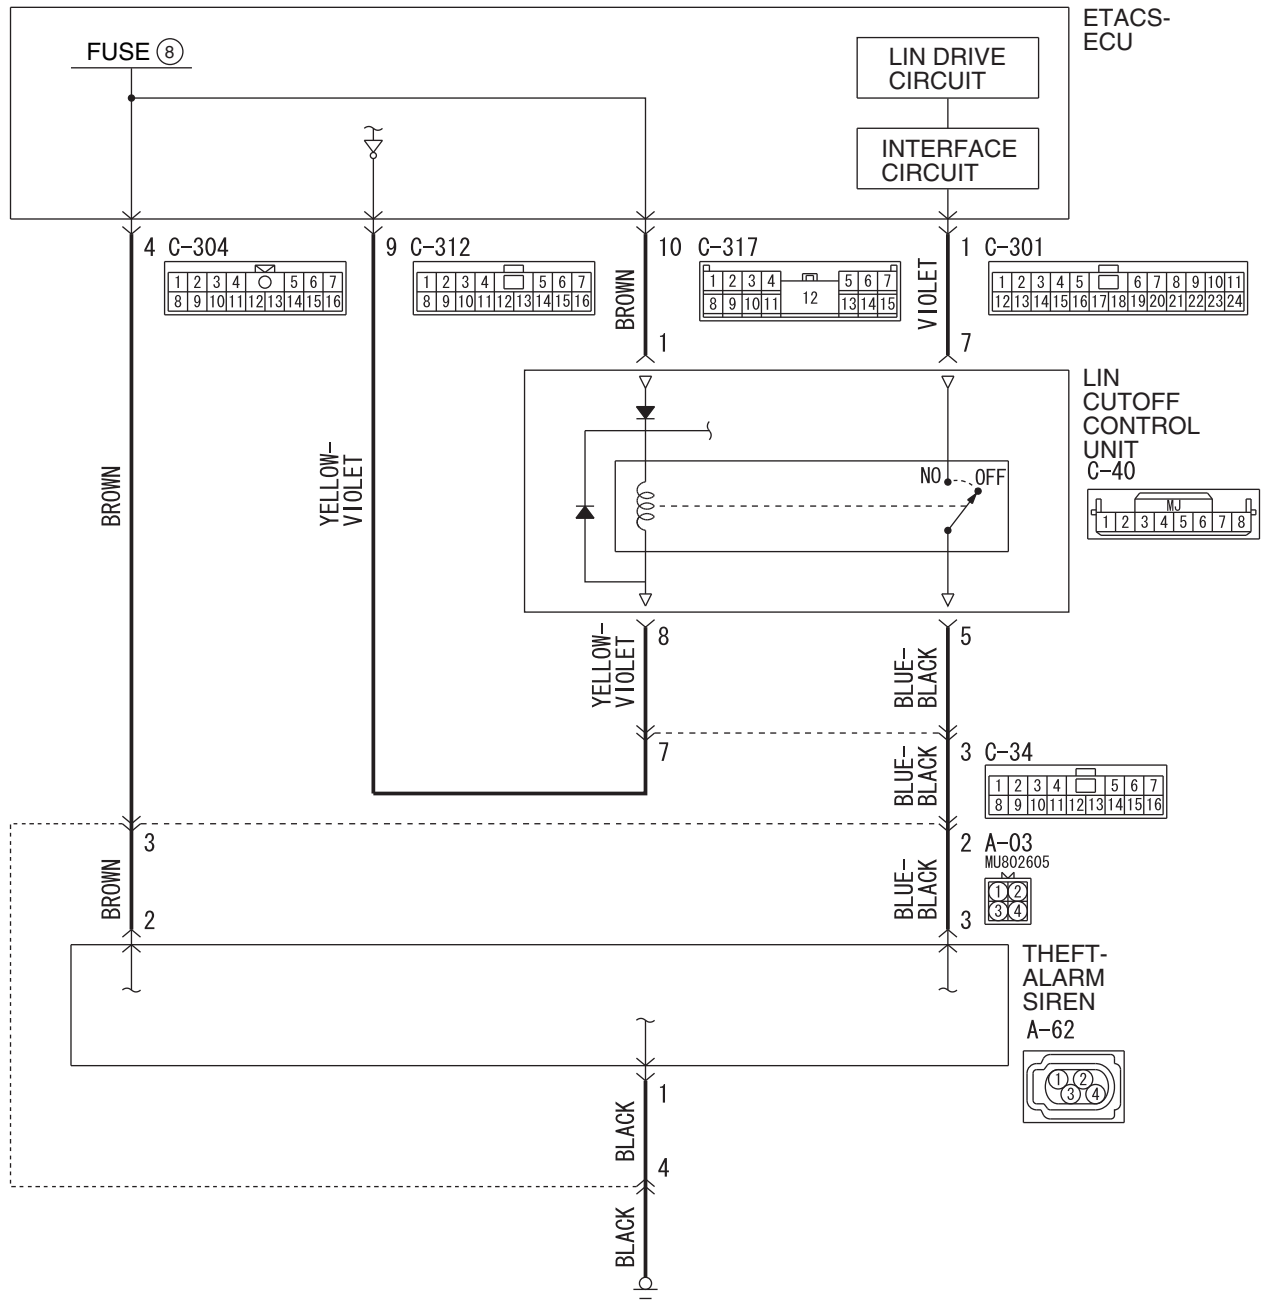 ETACS-
ECU
FUSE 8
LIN DRIVE
CIRCUIT
INTERFACE
CIRCUIT
4 C-304
9 C-312
10 C-317
1 C-301
1 2 3 4 5 6 7
8 9 10 11 12 13 14 15 16
1 2 3 4 5 6 7
8 9 10 11 12 13 14 15 16
1 2 3 4 5 6 7
8 9 10 11 12 13 14 15
1 2 3 4 5 6 7 8 9 10 11
12 13 14 15 16 17 18 19 20 21 22 23 24
BROWN
VIOLET
1
7
LIN
CUTOFF
CONTROL
UNIT
C-40
MJ
1 2 3 4 5 6 7 8
BROWN
YELLOW-
VIOLET
NO
OFF
8
5
YELLOW-
VIOLET
BLUE-
BLACK
7
3 C-34
1 2 3 4 5 6 7
8 9 10 11 12 13 14 15 16
BLUE-
BLACK
3
2 A-03
MU802605
1 2
3 4
BROWN
BLUE-
BLACK
2
3
THEFT-
ALARM
SIREN
A-62
1 2
3 4
1
BLACK
4
BLACK